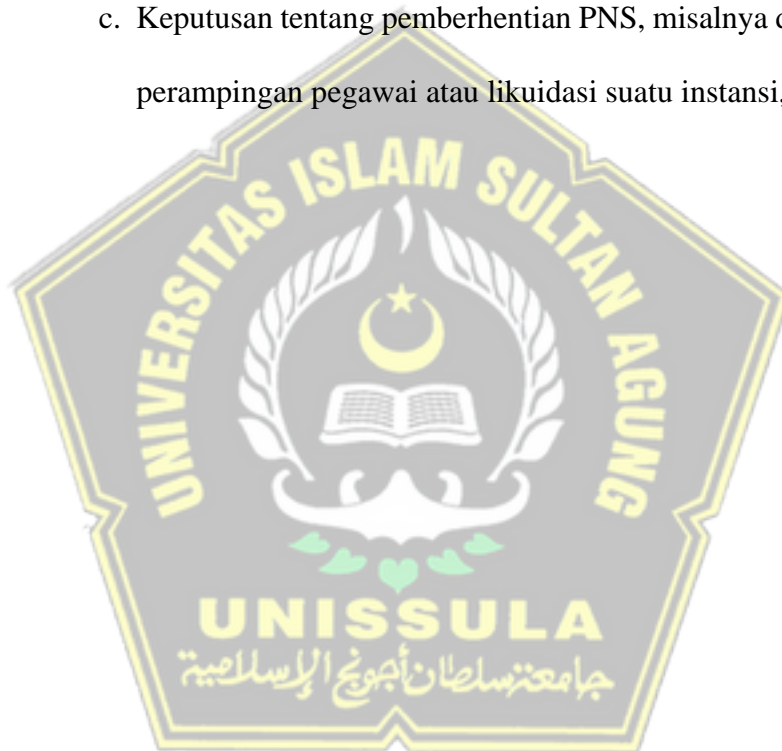 c. Keputusan tentang pemberhentian PNS, misalnya
perampingan pegawai atau likuidasi suatu instansi,
UNIVERSITAS ISLAM SULTAN AGUNG
UNISSULA
جامعة سلطان أجونج الإسلامية